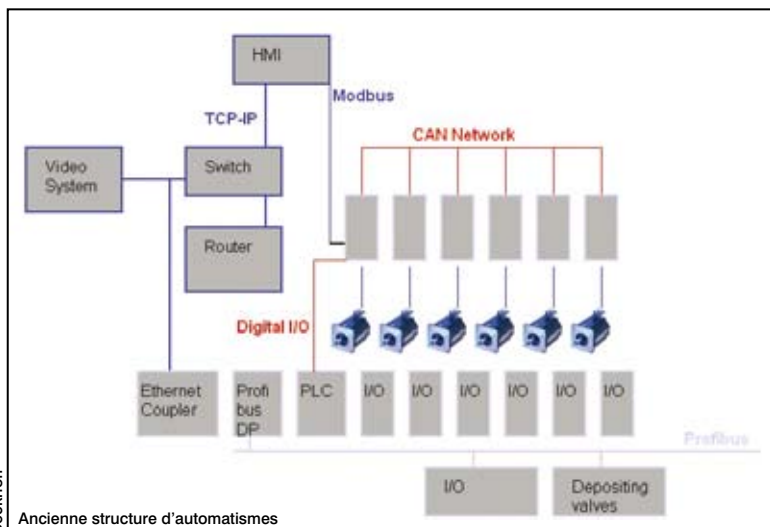 HMI
Modbus
TCP-IP
CAN Network
Video
System
Switch
Router
Digital I/O
Ethernet
Coupler
Profi
bus
DP
PLC
I/O
I/O
I/O
I/O
I/O
I/O
Profibus
I/O
Depositing
valves
Ancienne structure d'automatismes